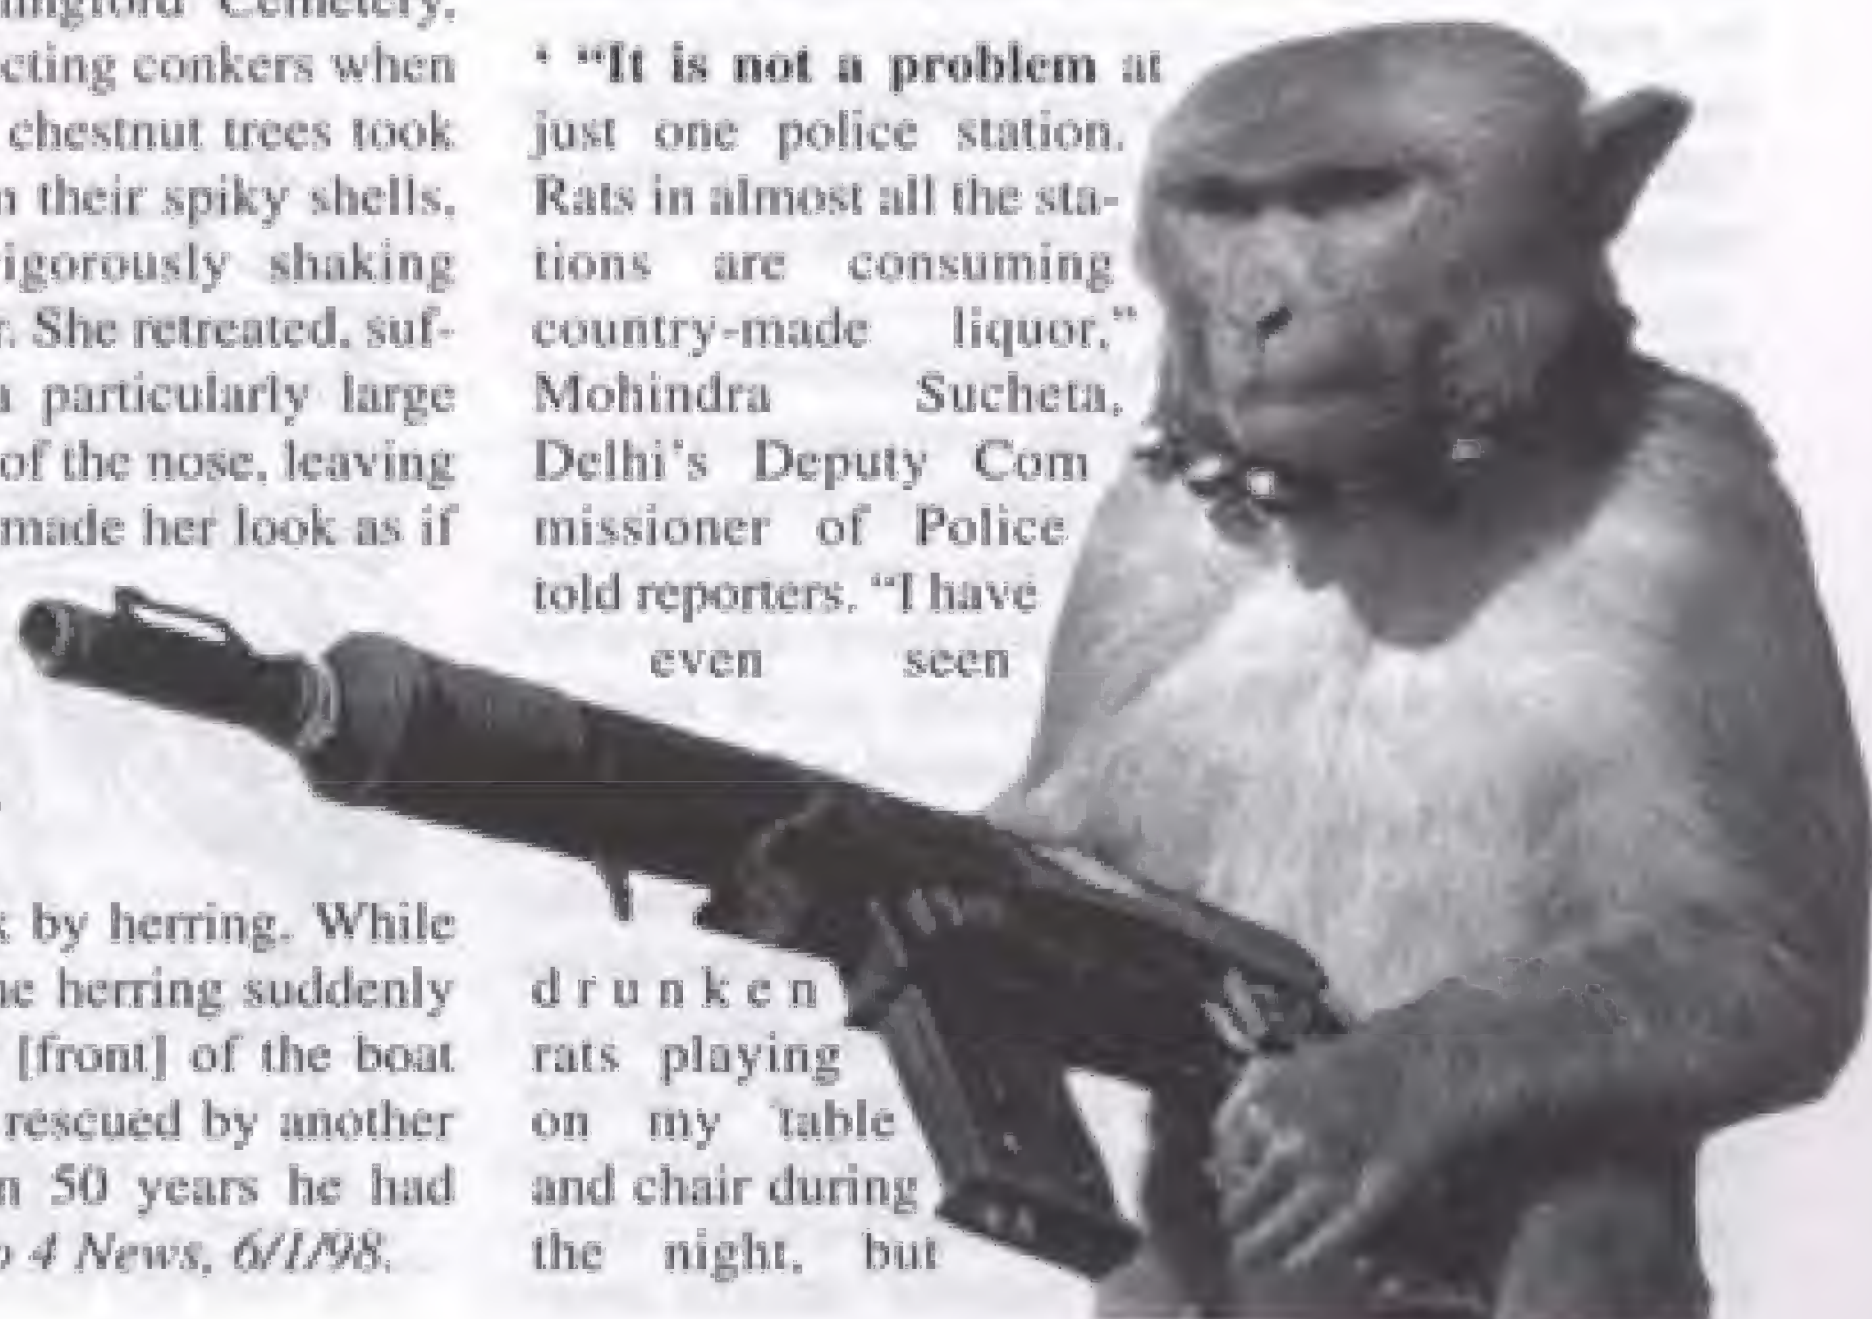 Cemetery,
cting conkers when
chestnut trees took
their spiky shells,
rigorously shaking
She retreated, suf-
particularly large
of the nose, leaving
made her look as if
by herring. While
herring suddenly
[front] of the boat
rescued by another
50 years he had
4 News, 6/1/98.
• "It is not a problem at
just one police station.
Rats in almost all the sta-
tions are consuming
country-made liquor,"
Mohindra Sucheta,
Delhi's Deputy Com
missioner of Police
told reporters. "I have
even seen
drunken
rats playing
on my table
and chair during
the night, but